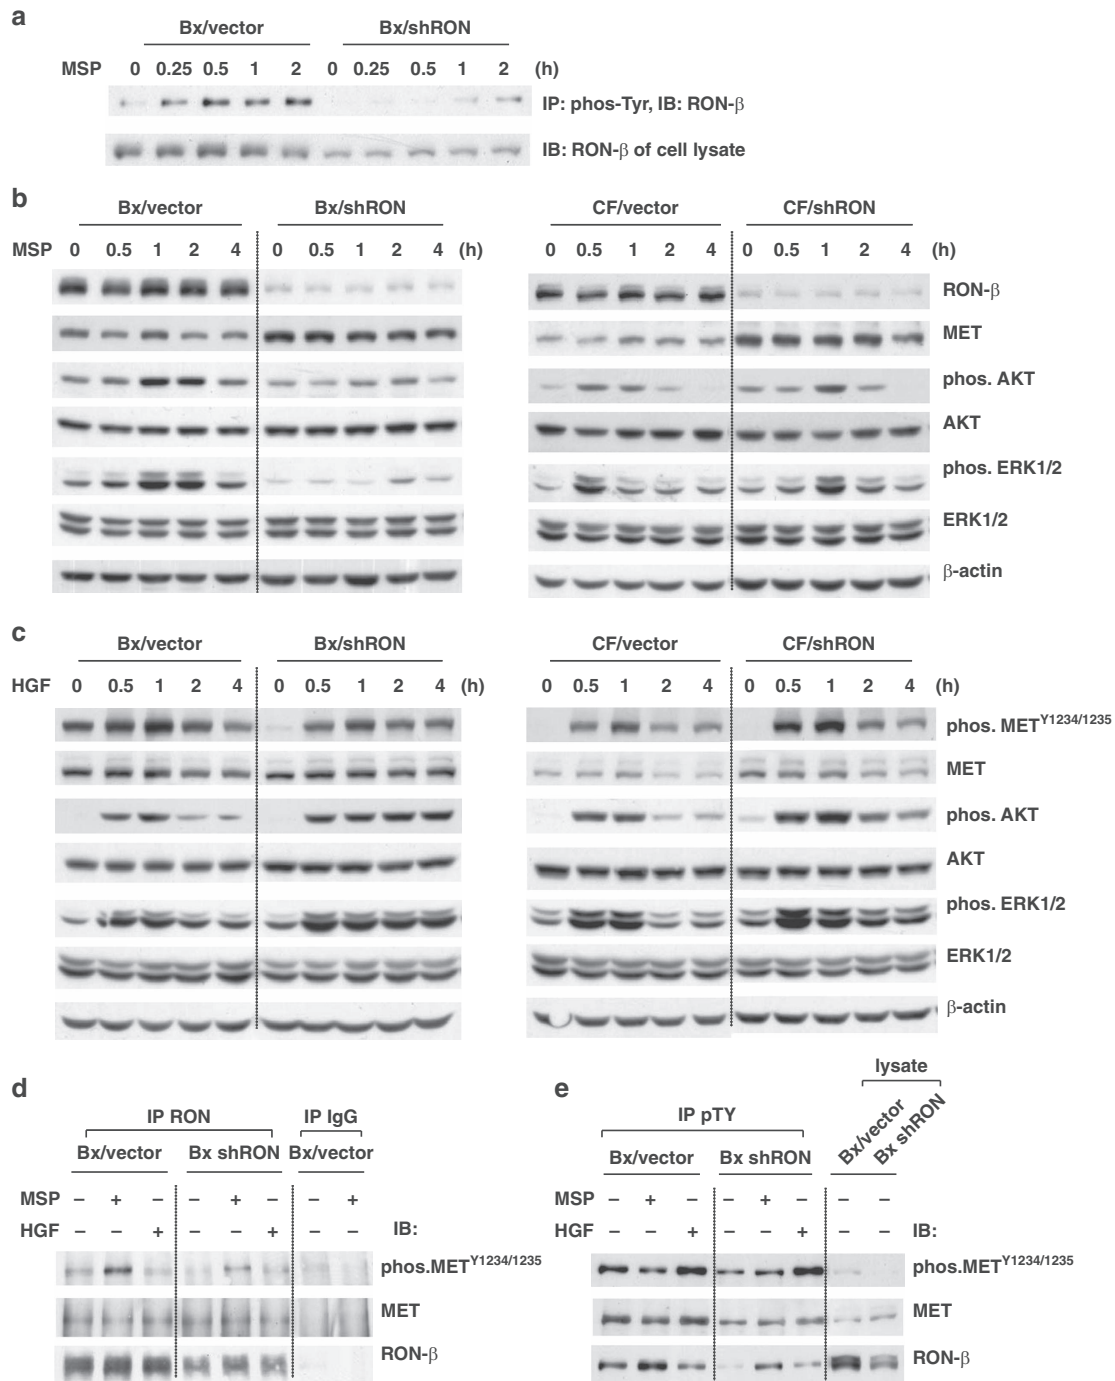 a
Bx/vector Bx/shRON
MSP 0 0.25 0.5 1 2 0 0.25 0.5 1 2 (h)
IP: phos-Tyr, IB: RON-β
IB: RON-β of cell lysate
b
Bx/vector Bx/shRON CF/vector CF/shRON
MSP 0 0.5 1 2 4 0 0.5 1 2 4 (h) 0 0.5 1 2 4 0 0.5 1 2 4 (h)
RON-β
MET
phos. AKT
AKT
phos. ERK1/2
ERK1/2
β-actin
c
Bx/vector Bx/shRON CF/vector CF/shRON
HGF 0 0.5 1 2 4 0 0.5 1 2 4 (h) 0 0.5 1 2 4 0 0.5 1 2 4 (h)
phos. MET^Y1234/1235
MET
phos. AKT
AKT
phos. ERK1/2
ERK1/2
β-actin
d
IP RON IP IgG
Bx/vector Bx shRON Bx/vector
MSP – + – – + – – +
HGF – – + – – + – – IB:
phos.MET^Y1234/1235
MET
RON-β
e
lysate
IP pTY
Bx/vector Bx shRON Bx/vector Bx shRON
MSP – + – – + – – –
HGF – – + – – + – – IB:
phos.MET^Y1234/1235
MET
RON-β